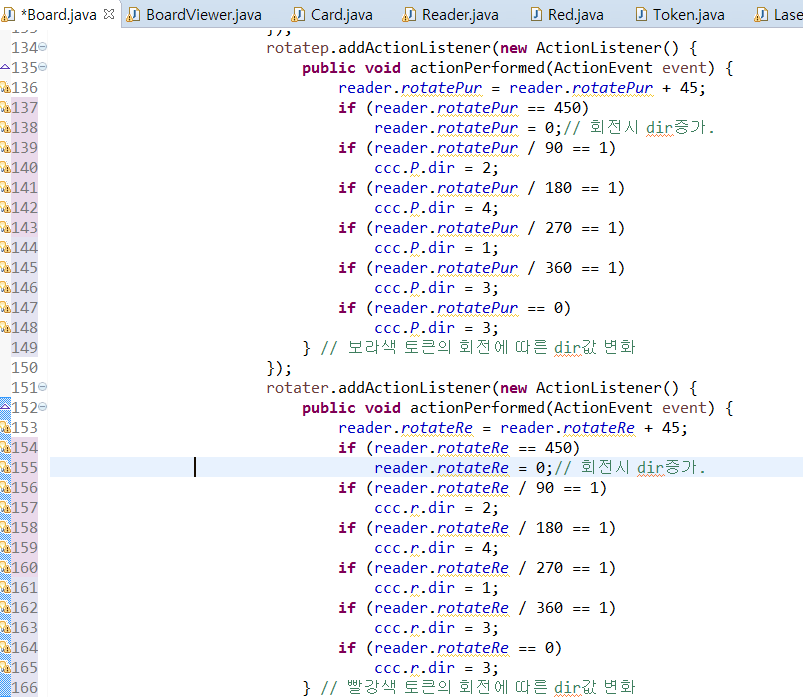 *Board.java BoardViewer.java Card.java Reader.java Red.java Token.java Lase
133 });
134 rotatep.addActionListener(new ActionListener() {
135 public void actionPerformed(ActionEvent event) {
136 reader.rotatePur = reader.rotatePur + 45;
137 if (reader.rotatePur == 450)
138 reader.rotatePur = 0;// 회전시 dir증가.
139 if (reader.rotatePur / 90 == 1)
140 ccc.P.dir = 2;
141 if (reader.rotatePur / 180 == 1)
142 ccc.P.dir = 4;
143 if (reader.rotatePur / 270 == 1)
144 ccc.P.dir = 1;
145 if (reader.rotatePur / 360 == 1)
146 ccc.P.dir = 3;
147 if (reader.rotatePur == 0)
148 ccc.P.dir = 3;
149 } // 보라색 토큰의 회전에 따른 dir값 변화
150 });
151 rotater.addActionListener(new ActionListener() {
152 public void actionPerformed(ActionEvent event) {
153 reader.rotateRe = reader.rotateRe + 45;
154 if (reader.rotateRe == 450)
155 reader.rotateRe = 0;// 회전시 dir증가.
156 if (reader.rotateRe / 90 == 1)
157 ccc.r.dir = 2;
158 if (reader.rotateRe / 180 == 1)
159 ccc.r.dir = 4;
160 if (reader.rotateRe / 270 == 1)
161 ccc.r.dir = 1;
162 if (reader.rotateRe / 360 == 1)
163 ccc.r.dir = 3;
164 if (reader.rotateRe == 0)
165 ccc.r.dir = 3;
166 } // 빨강색 토큰의 회전에 따른 dir값 변화